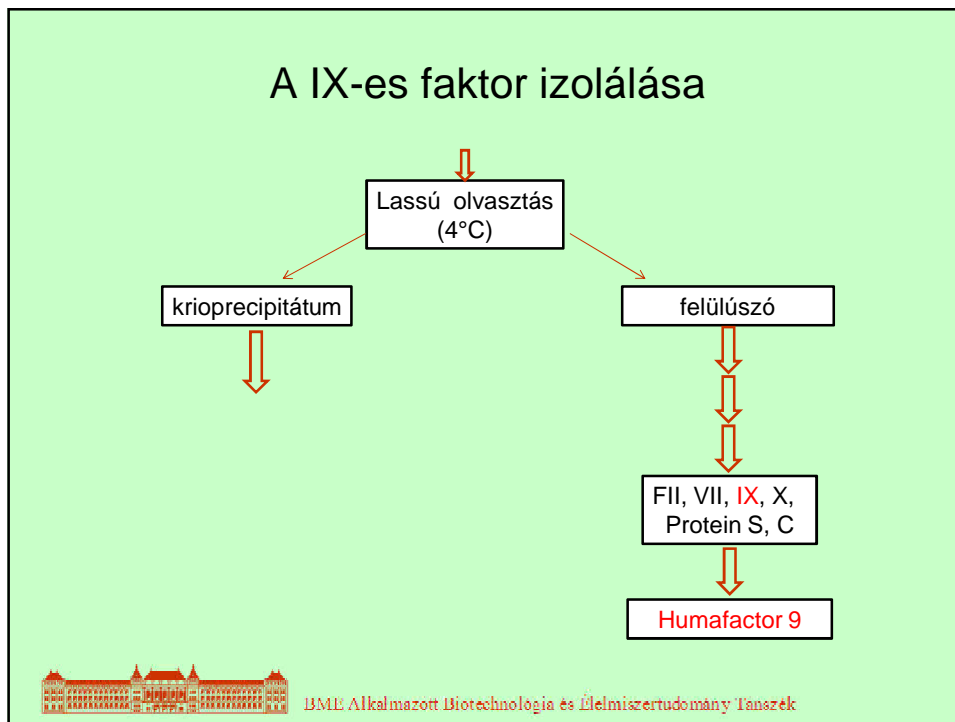 A IX-es faktor izolálása
Lassú olvasztás
(4°C)
krioprecipitátum
felülúszó
FII, VII, IX, X,
Protein S, C
Humafactor 9
BME Alkalmazott Biotechnológia és Élelmiszertudomány Tanszék